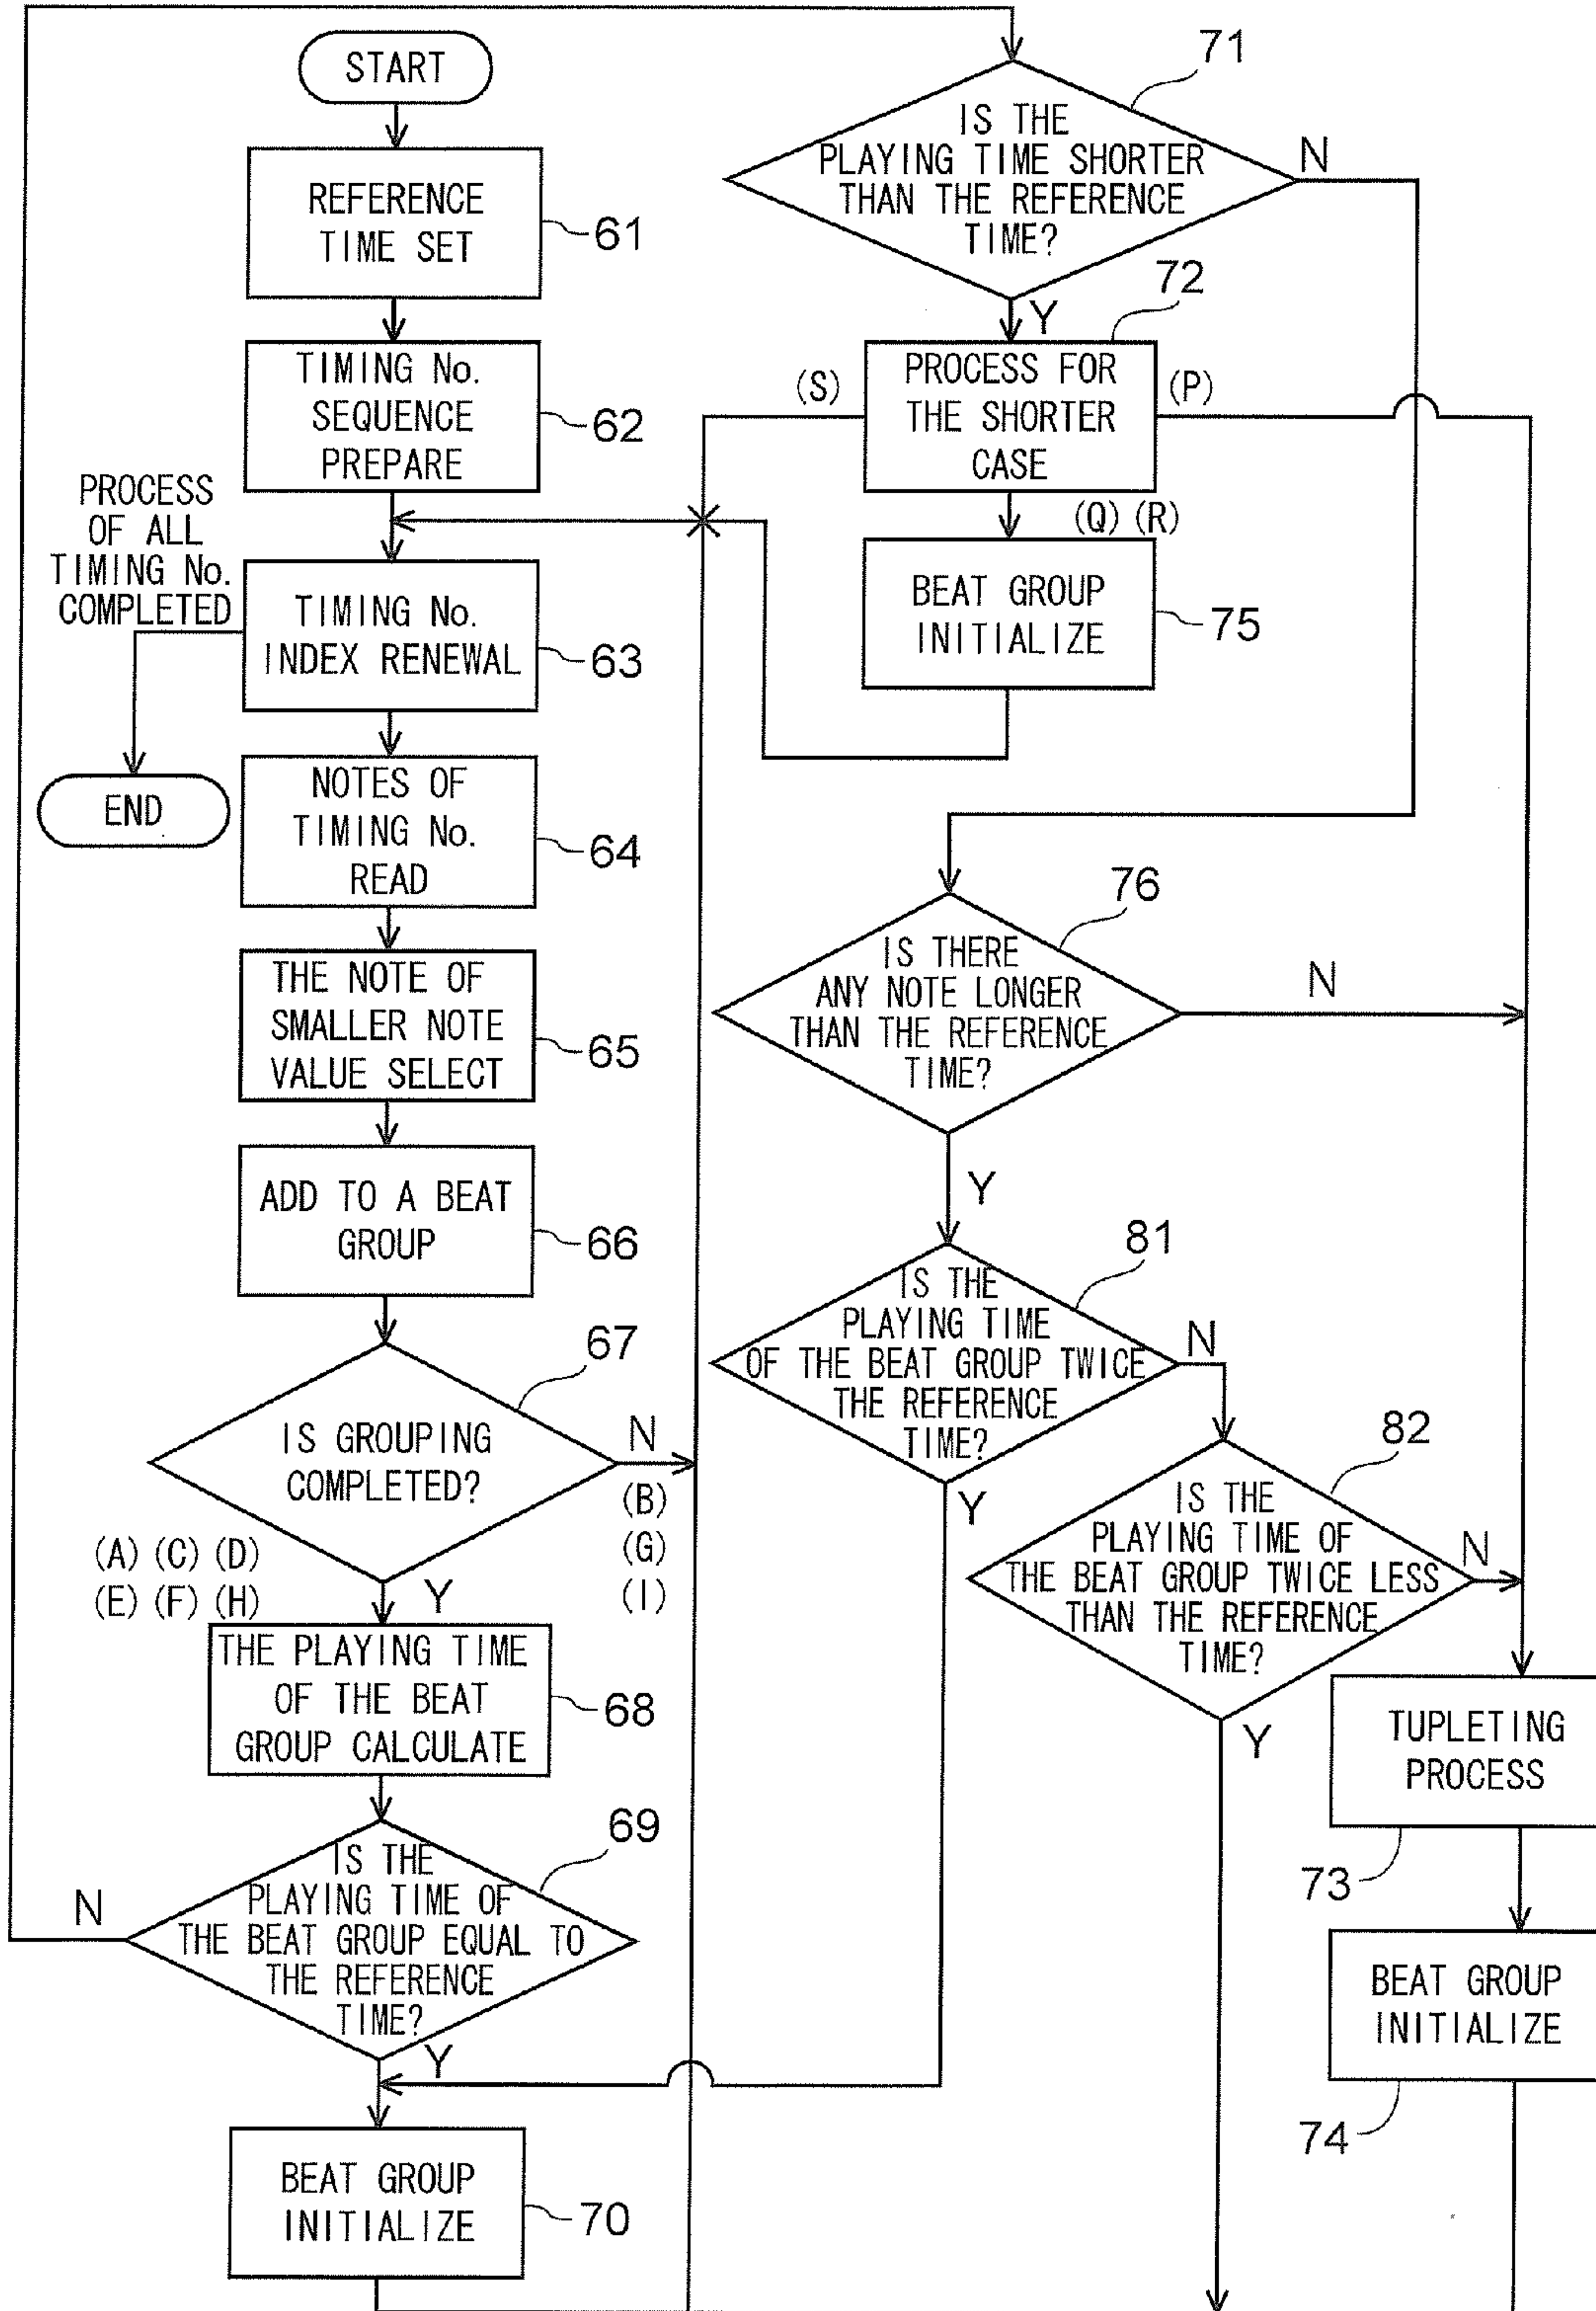 START
REFERENCE
TIME SET
61
TIMING No.
SEQUENCE
PREPARE
62
PROCESS
OF ALL
TIMING No.
COMPLETED
TIMING No.
INDEX RENEWAL
63
END
NOTES OF
TIMING No.
READ
64
THE NOTE OF
SMALLER NOTE
VALUE SELECT
65
ADD TO A BEAT
GROUP
66
67
IS GROUPING
COMPLETED?
N
(B)
(G)
(I)
(A) (C) (D)
(E) (F) (H)
Y
THE PLAYING TIME
OF THE BEAT
GROUP CALCULATE
68
69
IS THE
PLAYING TIME OF
THE BEAT GROUP EQUAL TO
THE REFERENCE
TIME?
N
Y
BEAT GROUP
INITIALIZE
70
71
IS THE
PLAYING TIME SHORTER
THAN THE REFERENCE
TIME?
N
Y
72
PROCESS FOR
THE SHORTER
CASE
(S)
(P)
(Q) (R)
BEAT GROUP
INITIALIZE
75
76
IS THERE
ANY NOTE LONGER
THAN THE REFERENCE
TIME?
N
Y
81
IS THE
PLAYING TIME
OF THE BEAT GROUP TWICE
THE REFERENCE
TIME?
N
Y
82
IS THE
PLAYING TIME OF
THE BEAT GROUP TWICE LESS
THAN THE REFERENCE
TIME?
N
Y
TUPLETING
PROCESS
73
BEAT GROUP
INITIALIZE
74